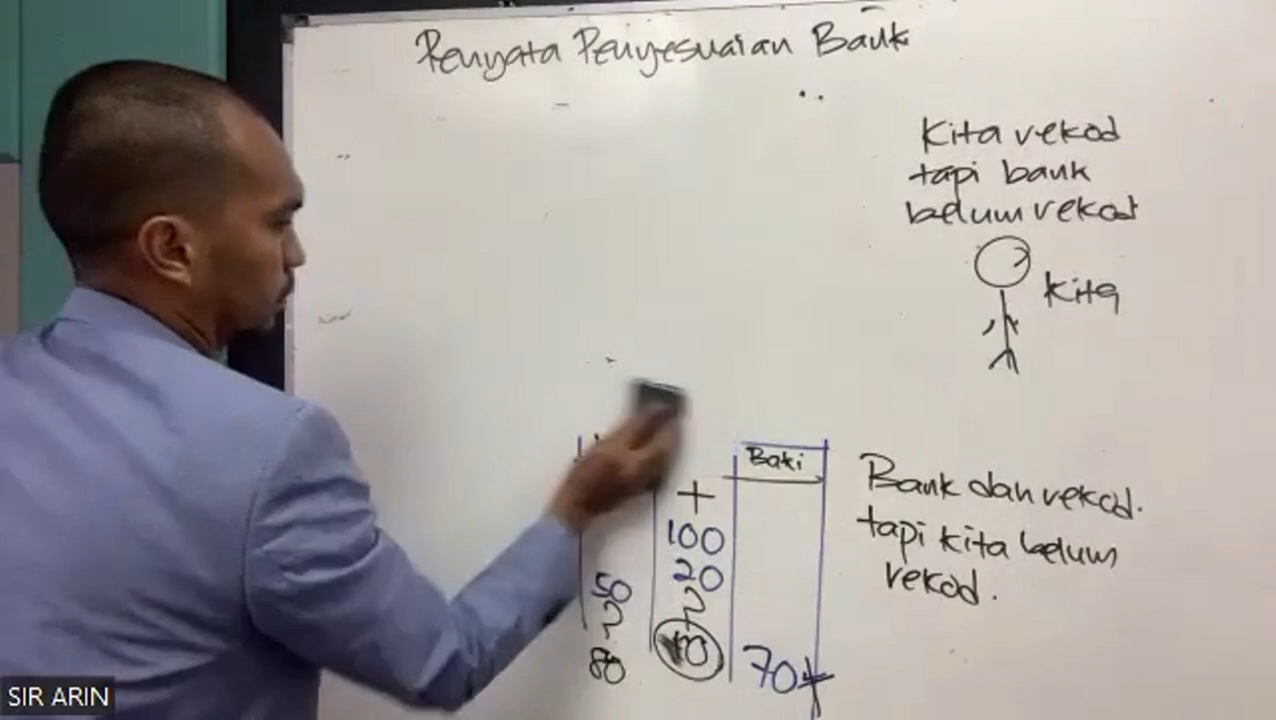 Penyata Penyesuaian Bank
Kita rekod
tapi bank
belum rekod
Kita
Baki
+
100
50
20
80
70
Bank dah rekod.
tapi kita belum
rekod.
SIR ARIN